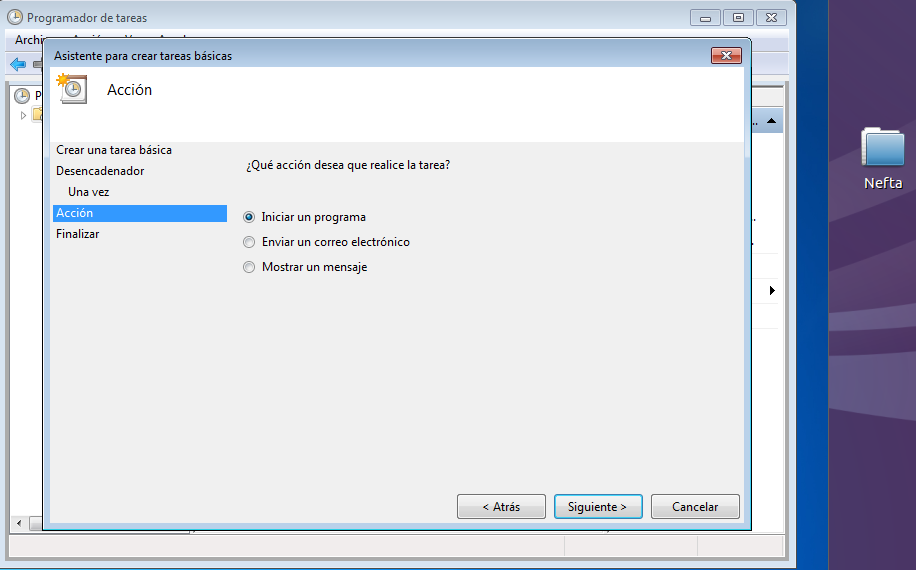 Programador de tareas
Asistente para crear tareas básicas
Acción
Crear una tarea básica
Desencadenador
Una vez
Acción
Finalizar
¿Qué acción desea que realice la tarea?
Iniciar un programa
Enviar un correo electrónico
Mostrar un mensaje
< Atrás
Siguiente >
Cancelar
Nefta